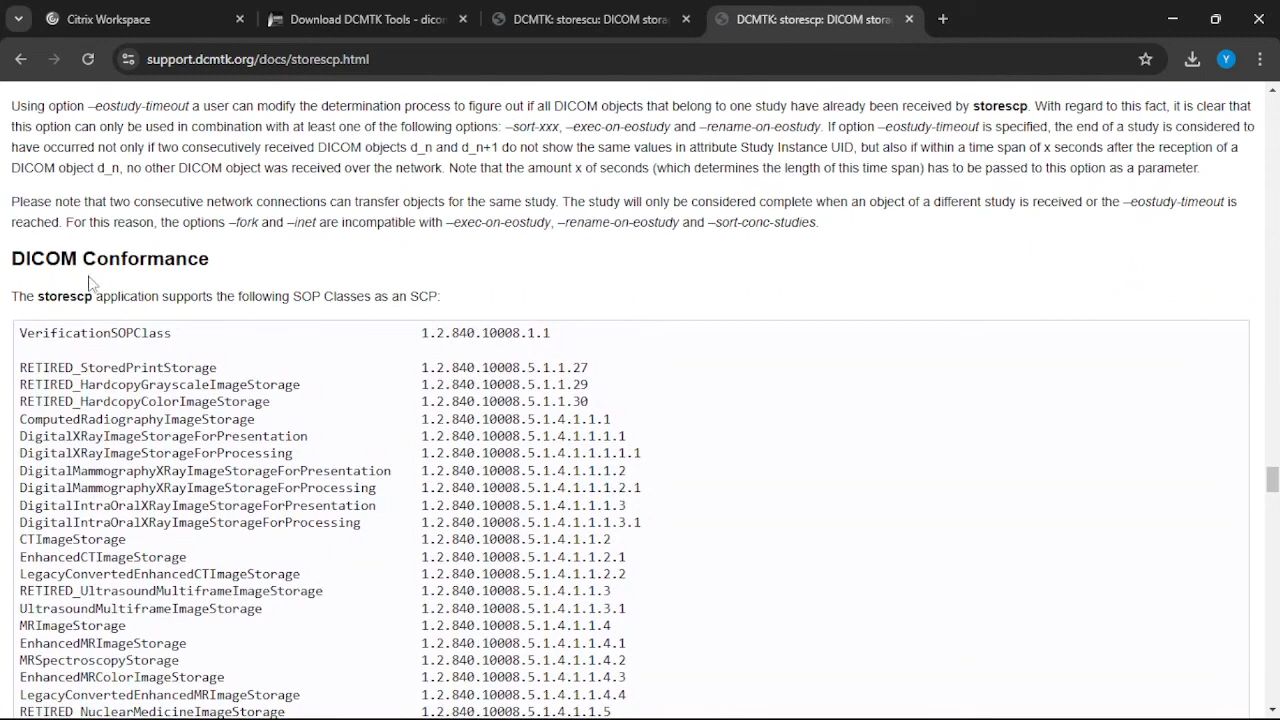 Citrix Workspace
Download DCMTK Tools - dico
DCMTK: storescu: DICOM stora
DCMTK: storescp: DICOM stora
support.dcmtk.org/docs/storescp.html
Y
Using option –eostudy-timeout a user can modify the determination process to figure out if all DICOM objects that belong to one study have already been received by storescp. With regard to this fact, it is clear that
this option can only be used in combination with at least one of the following options: –sort-xxx, –exec-on-eostudy and –rename-on-eostudy. If option –eostudy-timeout is specified, the end of a study is considered to
have occurred not only if two consecutively received DICOM objects d_n and d_n+1 do not show the same values in attribute Study Instance UID, but also if within a time span of x seconds after the reception of a
DICOM object d_n, no other DICOM object was received over the network. Note that the amount x of seconds (which determines the length of this time span) has to be passed to this option as a parameter.
Please note that two consecutive network connections can transfer objects for the same study. The study will only be considered complete when an object of a different study is received or the –eostudy-timeout is
reached. For this reason, the options –fork and –inet are incompatible with –exec-on-eostudy, –rename-on-eostudy and –sort-conc-studies.
DICOM Conformance
The storescp application supports the following SOP Classes as an SCP:
VerificationSOPClass 1.2.840.10008.1.1
RETIRED_StoredPrintStorage 1.2.840.10008.5.1.1.27
RETIRED_HardcopyGrayscaleImageStorage 1.2.840.10008.5.1.1.29
RETIRED_HardcopyColorImageStorage 1.2.840.10008.5.1.1.30
ComputedRadiographyImageStorage 1.2.840.10008.5.1.4.1.1.1
DigitalXRayImageStorageForPresentation 1.2.840.10008.5.1.4.1.1.1.1
DigitalXRayImageStorageForProcessing 1.2.840.10008.5.1.4.1.1.1.1.1
DigitalMammographyXRayImageStorageForPresentation 1.2.840.10008.5.1.4.1.1.1.2
DigitalMammographyXRayImageStorageForProcessing 1.2.840.10008.5.1.4.1.1.1.2.1
DigitalIntraOralXRayImageStorageForPresentation 1.2.840.10008.5.1.4.1.1.1.3
DigitalIntraOralXRayImageStorageForProcessing 1.2.840.10008.5.1.4.1.1.1.3.1
CTImageStorage 1.2.840.10008.5.1.4.1.1.2
EnhancedCTImageStorage 1.2.840.10008.5.1.4.1.1.2.1
LegacyConvertedEnhancedCTImageStorage 1.2.840.10008.5.1.4.1.1.2.2
RETIRED_UltrasoundMultiframeImageStorage 1.2.840.10008.5.1.4.1.1.3
UltrasoundMultiframeImageStorage 1.2.840.10008.5.1.4.1.1.3.1
MRImageStorage 1.2.840.10008.5.1.4.1.1.4
EnhancedMRImageStorage 1.2.840.10008.5.1.4.1.1.4.1
MRSpectroscopyStorage 1.2.840.10008.5.1.4.1.1.4.2
EnhancedMRColorImageStorage 1.2.840.10008.5.1.4.1.1.4.3
LegacyConvertedEnhancedMRImageStorage 1.2.840.10008.5.1.4.1.1.4.4
RETIRED_NuclearMedicineImageStorage 1.2.840.10008.5.1.4.1.1.5